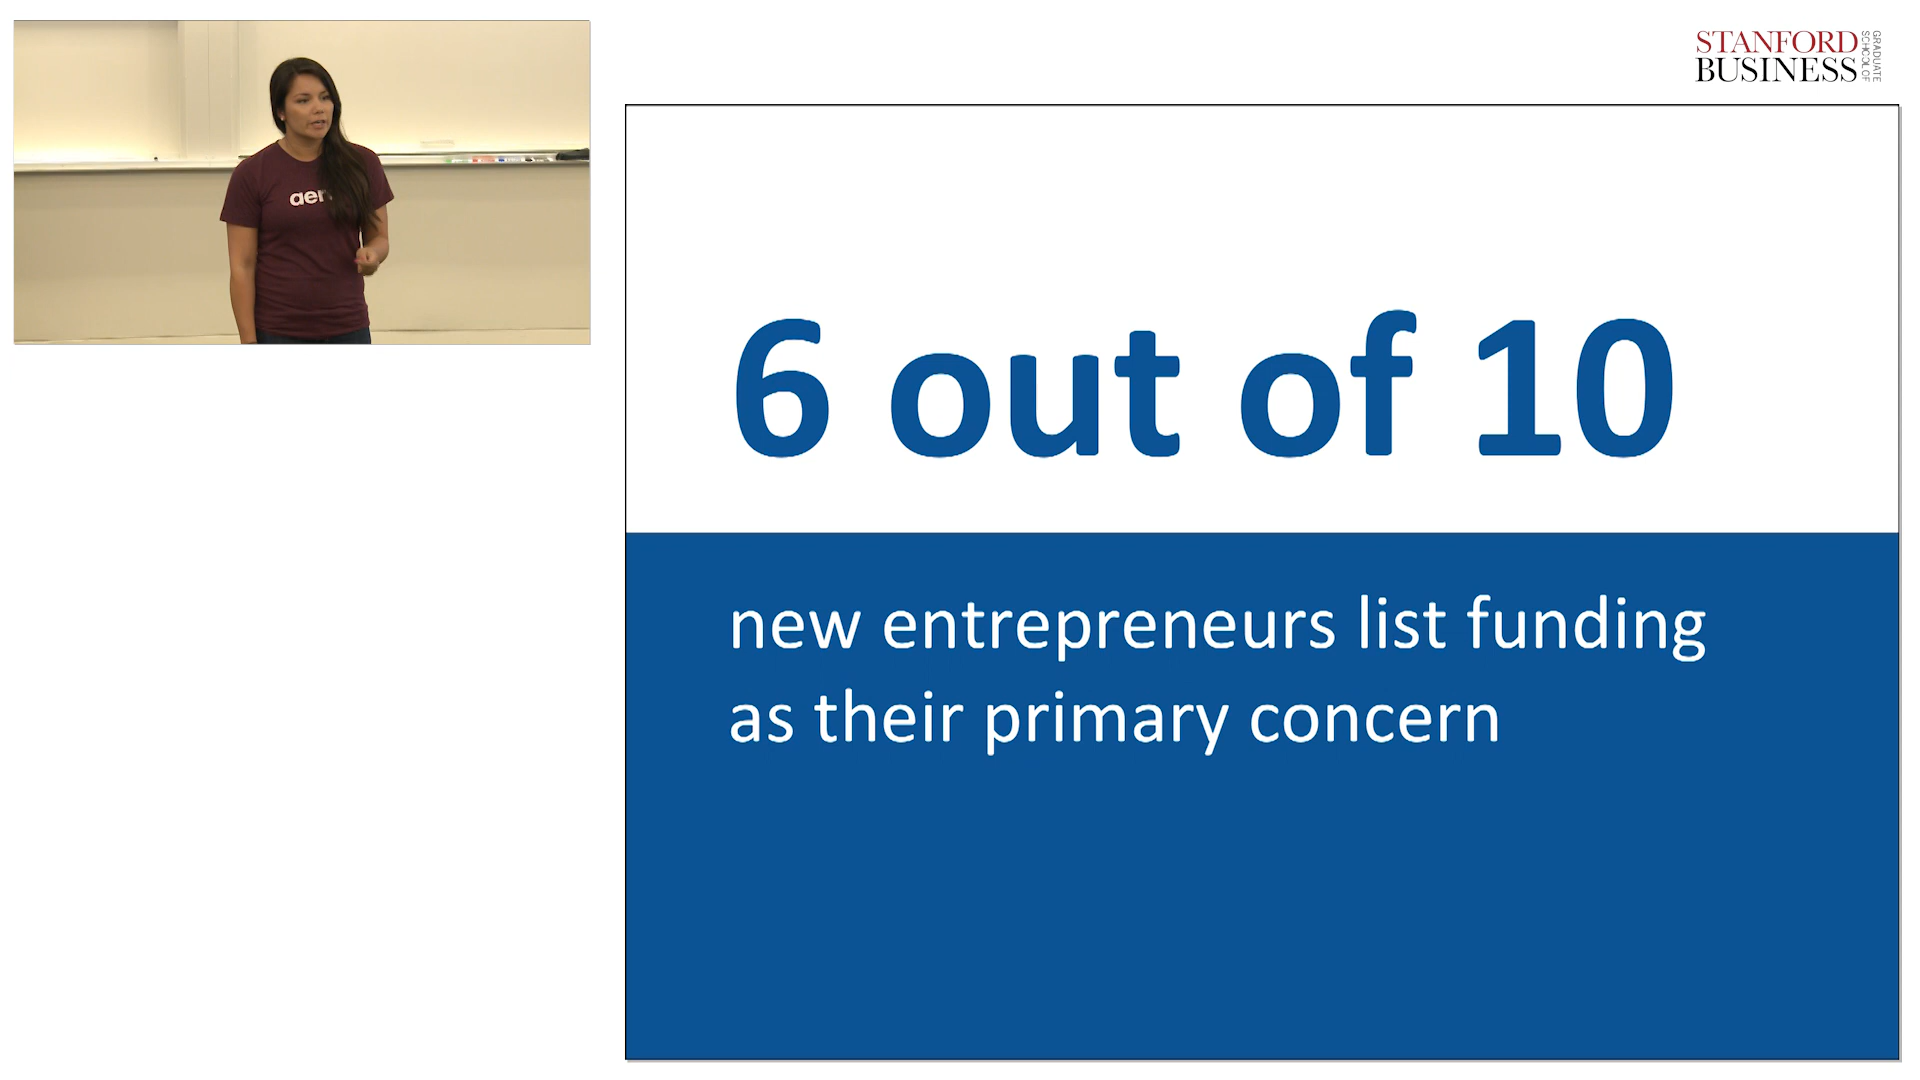 STANFORD
BUSINESS
GRADUATE
SCHOOL OF
6 out of 10
new entrepreneurs list funding
as their primary concern